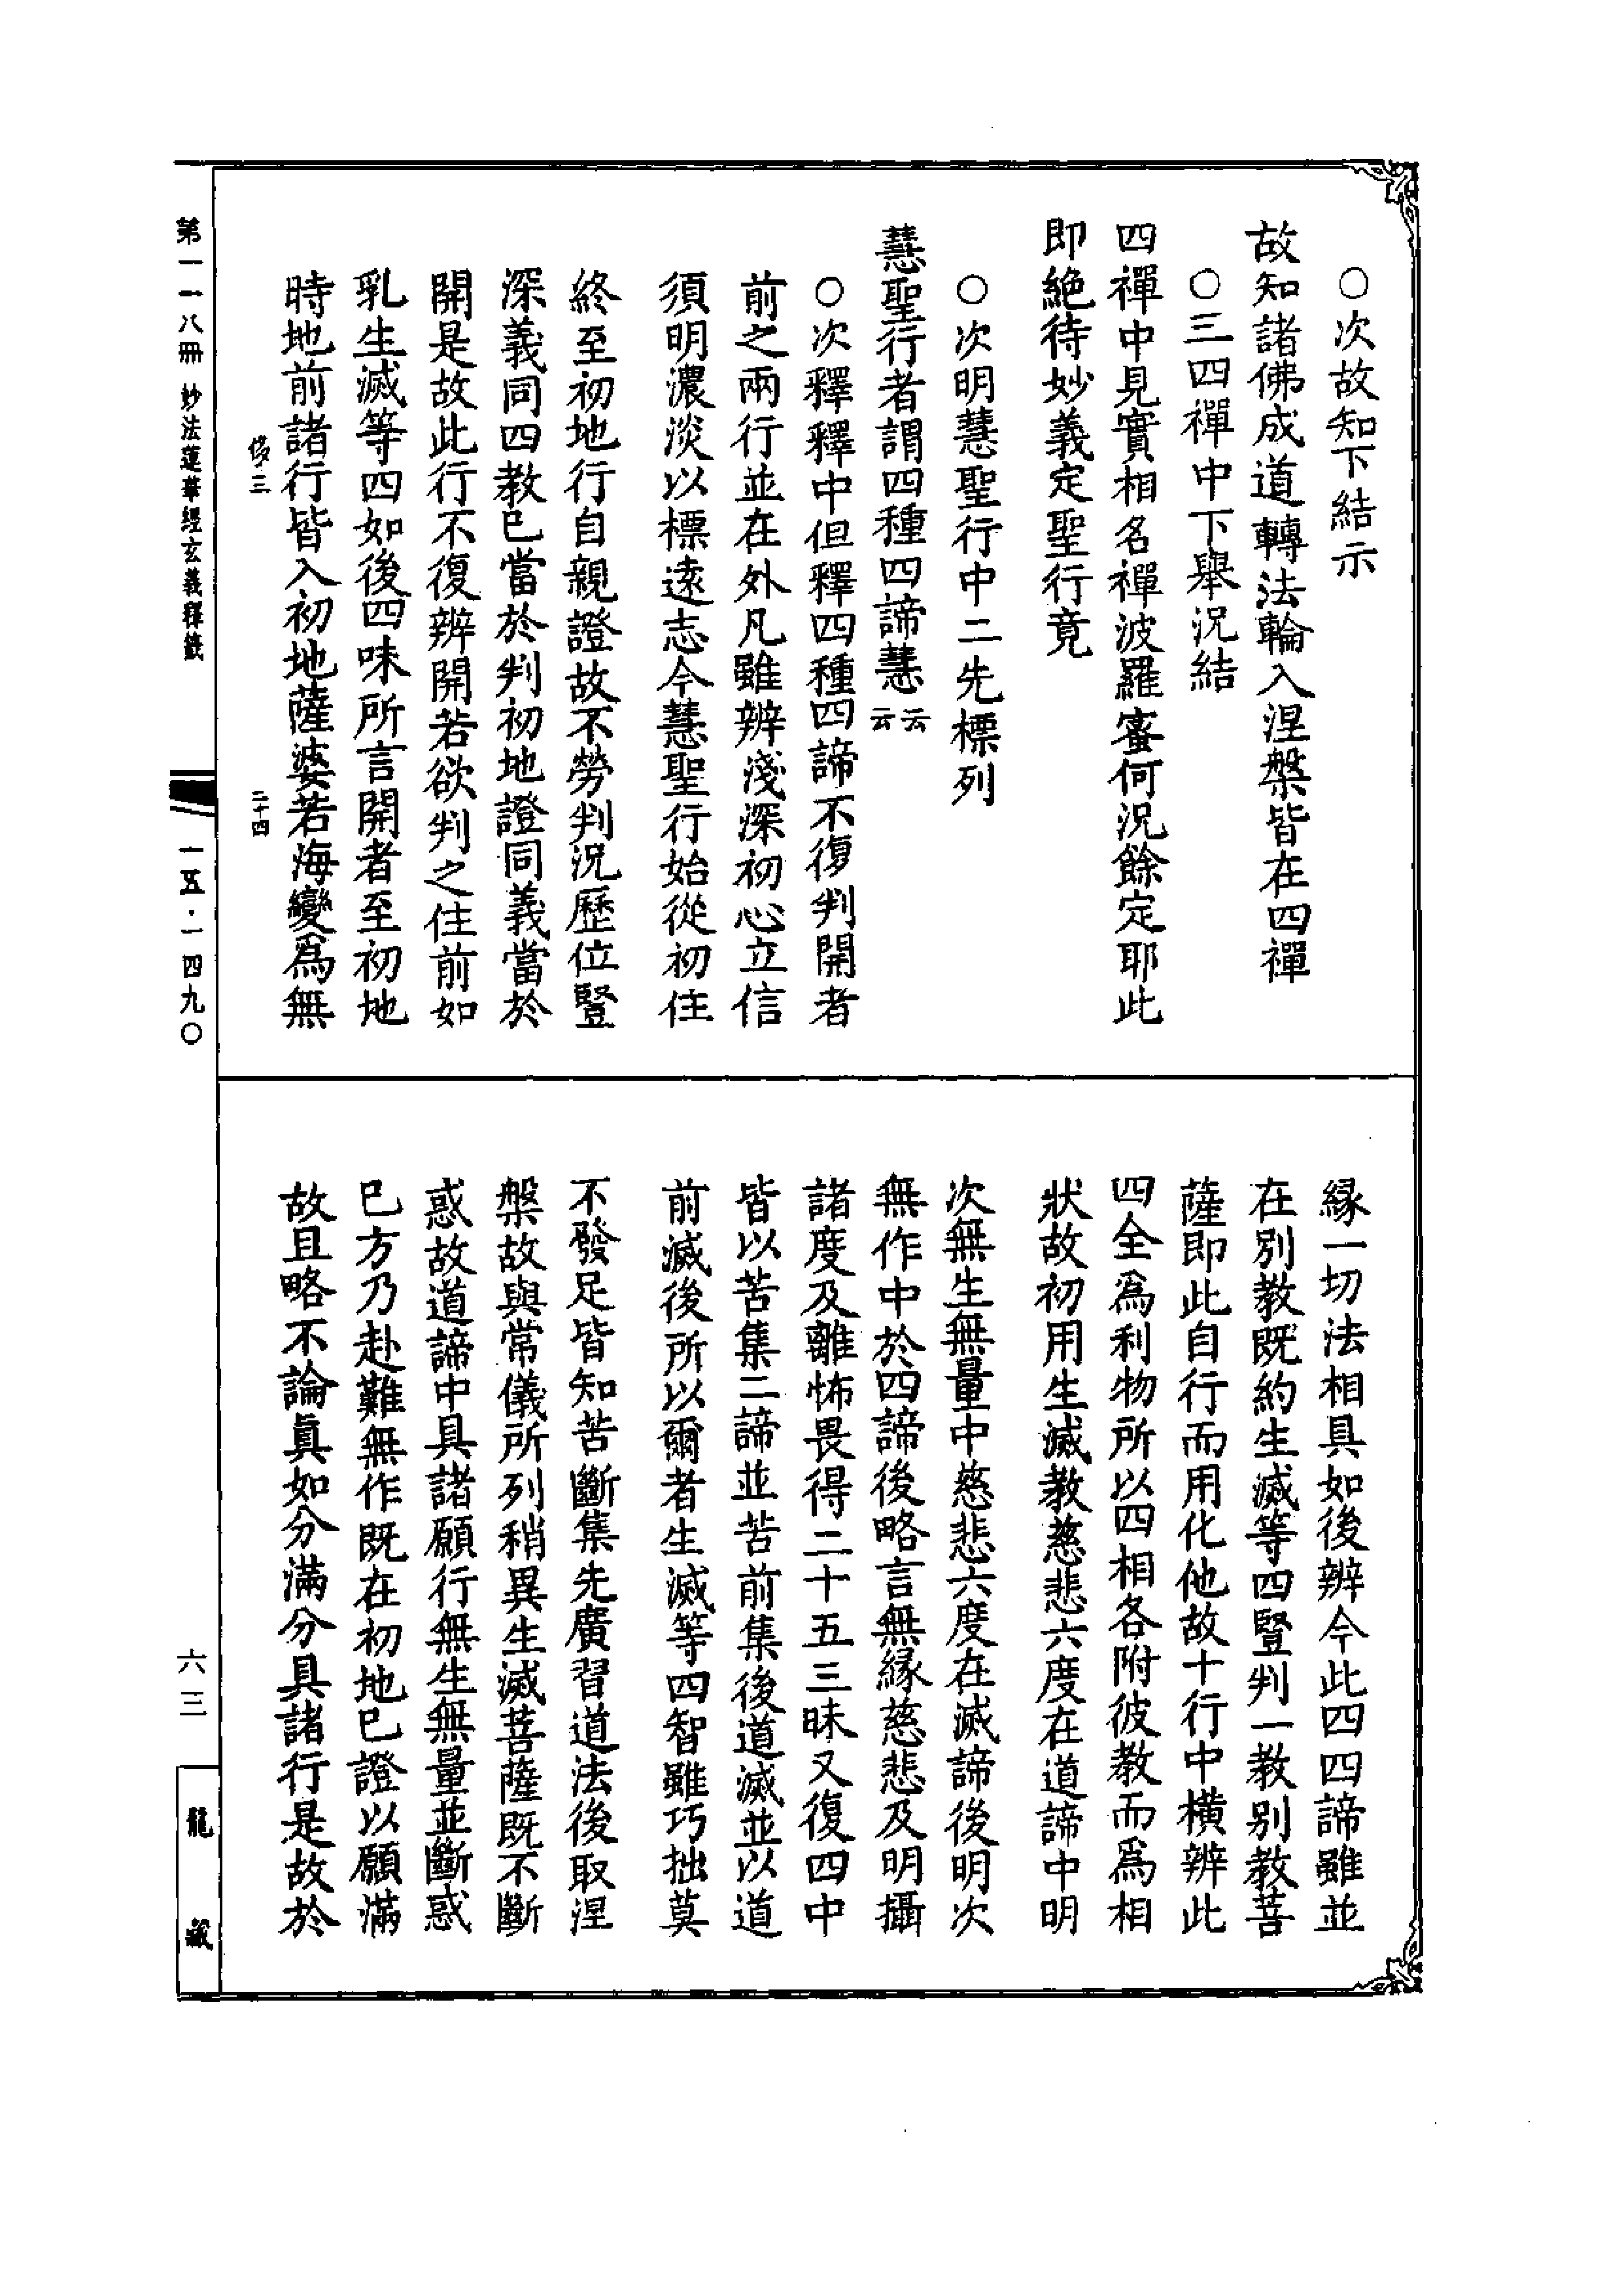 ○次故知下結示
故知諸佛成道轉法輪入涅槃皆在四禪
○三四禪中下舉況結
四禪中見實相名禪波羅蜜何況餘定耶此
即絶待妙義定聖行竟
○次明慧聖行中二先標列
慧聖行者謂四種四諦慧云云
○次釋釋中但釋四種四諦不復判開者
前之兩行並在外凡雖辨淺深初心立信
須明濃淡以標遠志今慧聖行始從初住
終至初地行自親證故不勞判況歷位豎
深義同四教已當於判初地證同義當於
開是故此行不復辨開若欲判之住前如
乳生滅等四如後四味所言開者至初地
時地前諸行皆入初地薩婆若海變爲無
三
二十四
縁一切法相具如後辨今此四四諦雖並
在別教既約生滅等四豎判一教別教菩
薩即此自行而用化他故十行中橫辨此
四全爲利物所以四相各附彼教而爲相
狀故初用生滅教慈悲六度在道諦中明
次無生無量中慈悲六度在滅諦後明次
無作中於四諦後略言無縁慈悲及明攝
諸度及離怖畏得二十五三昧又復四中
皆以苦集二諦並苦前集後道滅並以道
前滅後所以爾者生滅等四智雖巧拙莫
不發足皆知苦斷集先廣習道法後取涅
槃故與常儀所列稍異生滅菩薩既不斷
惑故道諦中具諸願行無生無量並斷惑
已方乃赴難無作既在初地已證以願滿
故且略不論眞如分滿分具諸行是故於
第一一八冊 妙法蓮華經玄義釋籤
一五·一四九〇
六三
龍藏